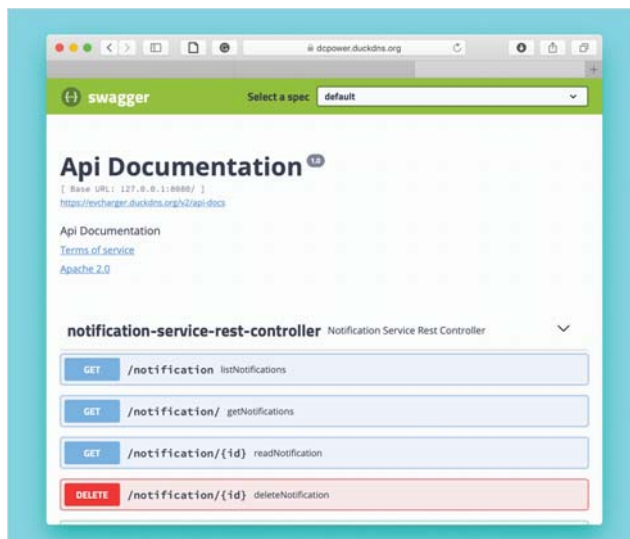 dcpower.duckdns.org
swagger
Select a spec default
Api Documentation 1.0
[ Base URL: 127.0.0.1:8080/ ]
https://evcharger.duckdns.org/v2/api-docs
Api Documentation
Terms of service
Apache 2.0
notification-service-rest-controller Notification Service Rest Controller
GET /notification listNotifications
GET /notification/ getNotifications
GET /notification/{id} readNotification
DELETE /notification/{id} deleteNotification